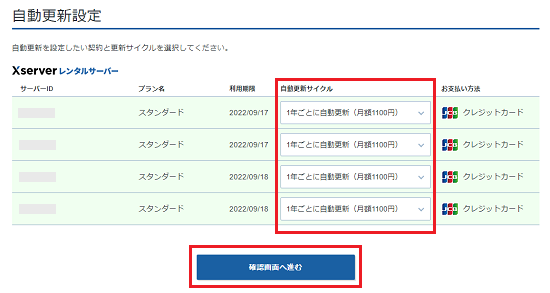 自動更新設定
自動更新を設定したい契約と更新サイクルを選択してください。
Xserver レンタルサーバー
サーバーID プラン名 利用期限 自動更新サイクル お支払い方法
スタンダード 2022/09/17 1年ごとに自動更新（月額1100円） JCB クレジットカード
スタンダード 2022/09/17 1年ごとに自動更新（月額1100円） JCB クレジットカード
スタンダード 2022/09/18 1年ごとに自動更新（月額1100円） JCB クレジットカード
スタンダード 2022/09/18 1年ごとに自動更新（月額1100円） JCB クレジットカード
確認画面へ進む